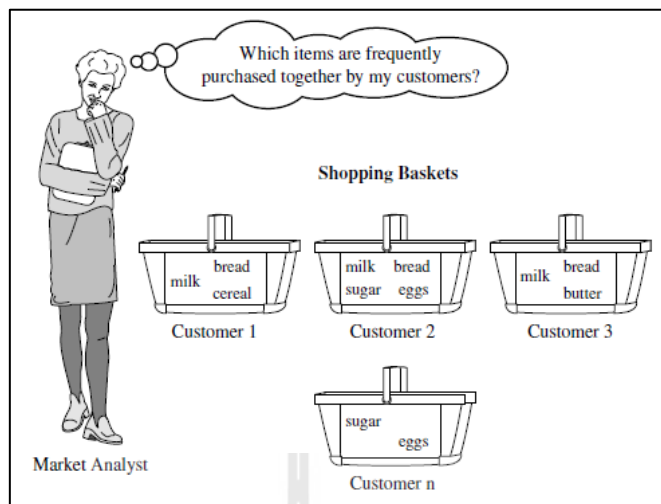 Which items are frequently
purchased together by my customers?
Shopping Baskets
milk bread
cereal
Customer 1
milk bread
sugar eggs
Customer 2
milk bread
butter
Customer 3
Market Analyst
sugar
eggs
Customer n